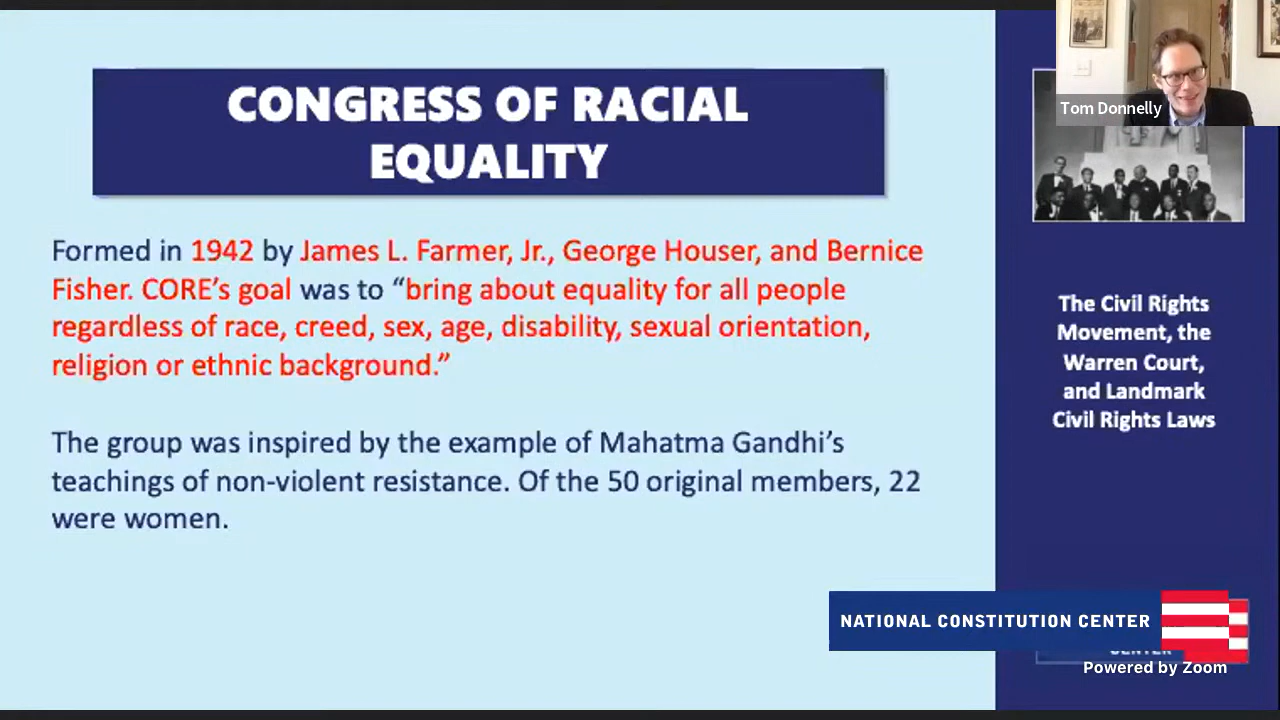 CONGRESS OF RACIAL
EQUALITY
Formed in 1942 by James L. Farmer, Jr., George Houser, and Bernice
Fisher. CORE’s goal was to “bring about equality for all people
regardless of race, creed, sex, age, disability, sexual orientation,
religion or ethnic background.”
The group was inspired by the example of Mahatma Gandhi’s
teachings of non-violent resistance. Of the 50 original members, 22
were women.
Tom Donnelly
The Civil Rights
Movement, the
Warren Court,
and Landmark
Civil Rights Laws
NATIONAL CONSTITUTION CENTER
CENTER
Powered by Zoom